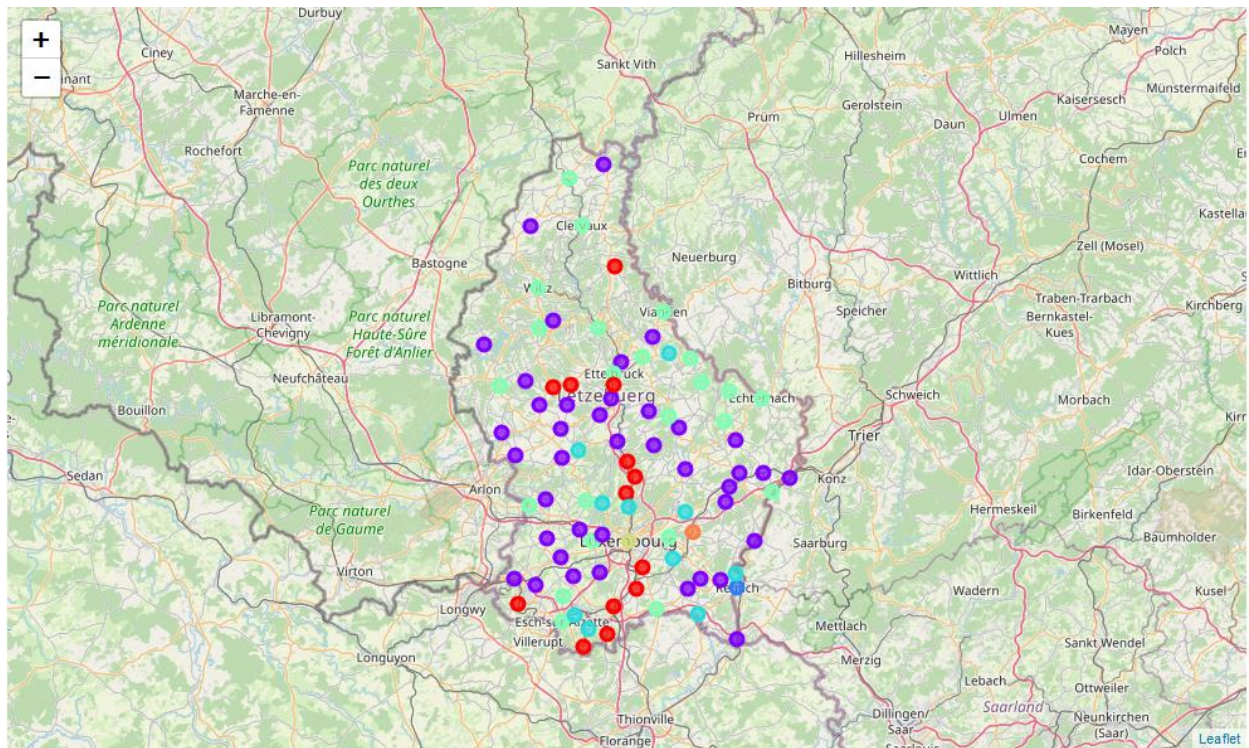 +
−
Durbuy
Mayen
Ciney
Polch
Hillesheim
Sankt Vith
Münstermaifeld
Kaisersesch
Marche-en-
Famenne
Gerolstein
Prüm
Ulmen
Daun
Rochefort
Cochem
Parc naturel
des deux
Ourthes
Clervaux
Zell (Mosel)
Neuerburg
Bastogne
Wittlich
Bitburg
Wiltz
Traben-Trarbach
Bernkastel-
Kues
Kirchberg
Parc naturel
Ardenne
méridionale
Libramont-
Chevigny
Parc naturel
Haute-Sûre
Forêt d'Anlier
Vianden
Speicher
Neufchâteau
Ettelbruck
Lëtzebuerg
Echternach
Schweich
Morbach
Bouillon
Trier
Sedan
Arlon
Konz
Idar-Oberstein
Parc naturel
de Gaume
Hermeskeil
Birkenfeld
Luxembourg
Saarburg
Baumholder
Virton
Remich
Wadern
Kusel
Longwy
Esch-sur-Alzette
Mettlach
Villerupt
Sankt Wendel
Longuyon
Merzig
Lebach
Ottweiler
Saarland
Thionville
Dillingen/
Saar
Neunkirchen
(Saar)
Florange
Saarlouis
Leaflet